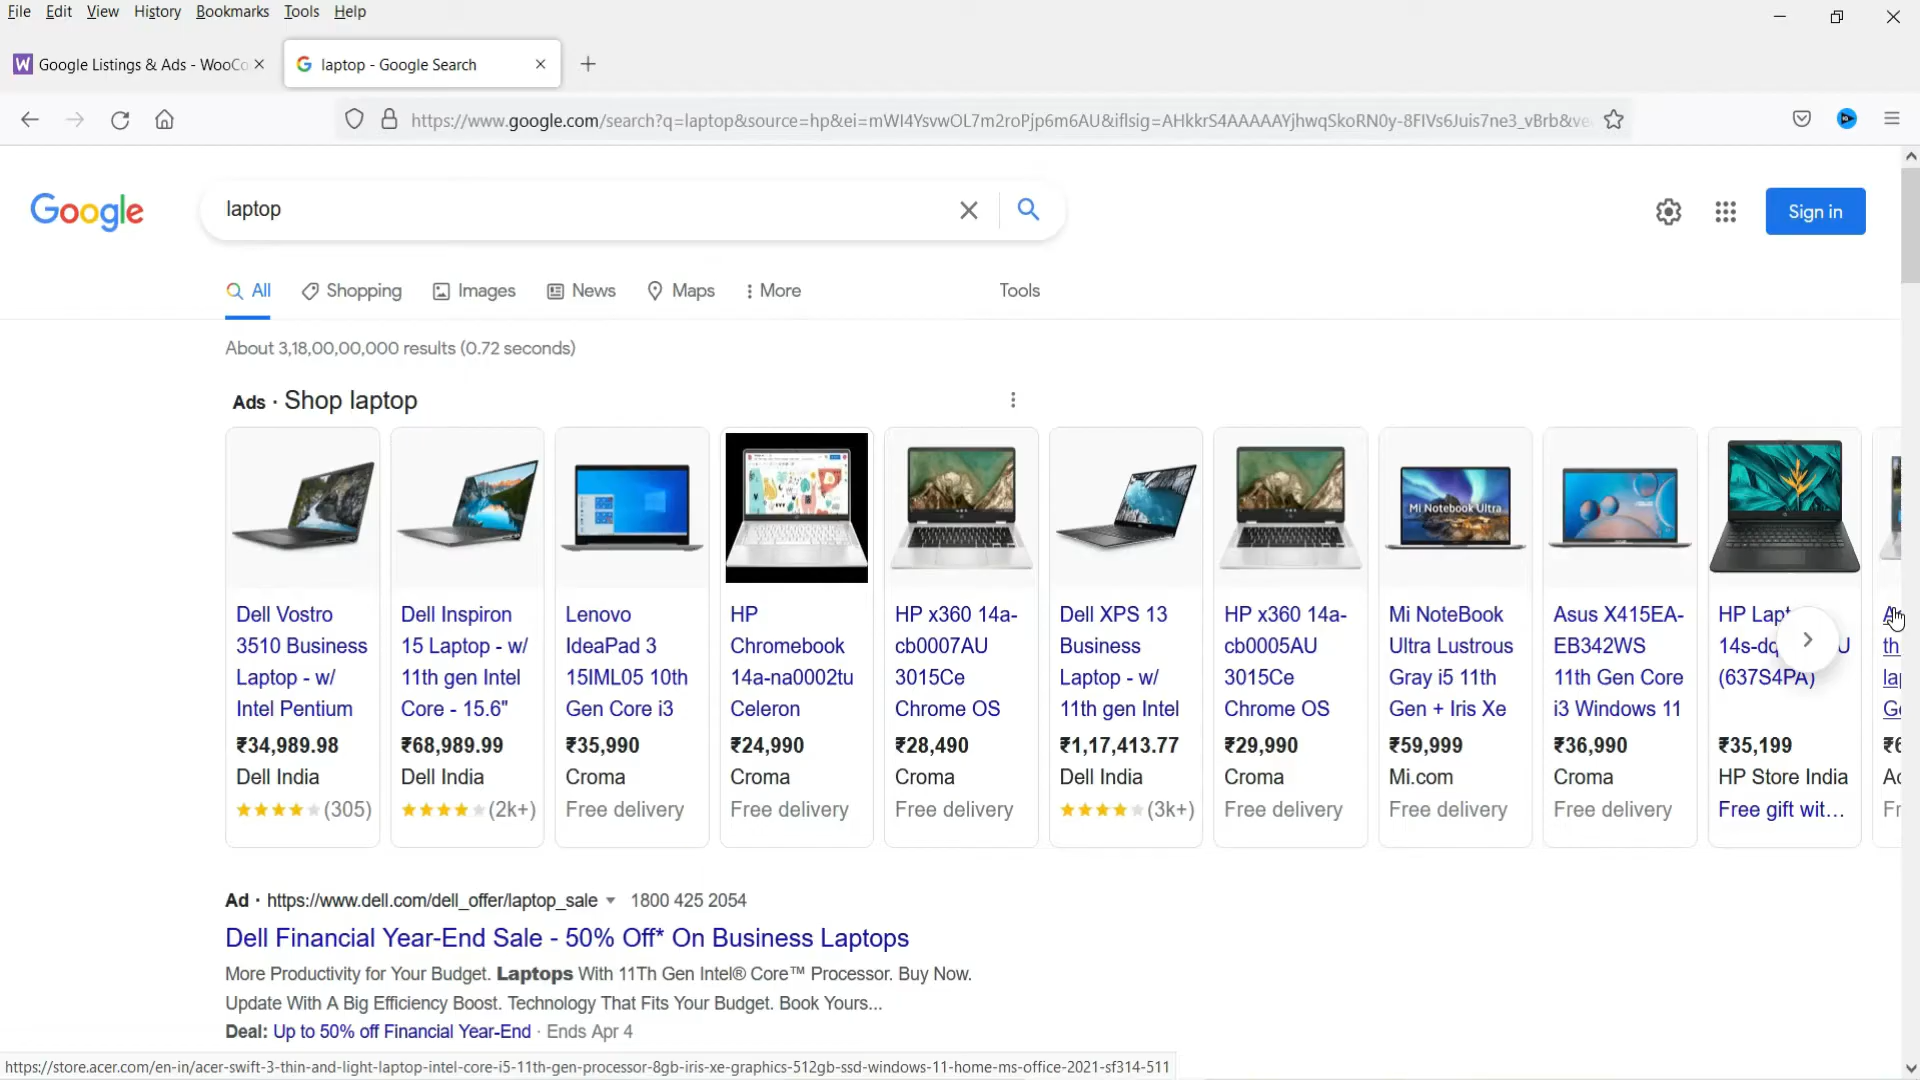 File Edit View History Bookmarks Tools Help
Google Listings & Ads - WooCo
laptop - Google Search
https://www.google.com/search?q=laptop&source=hp&ei=mWI4YsvwOL7m2roPjp6m6AU&iflsig=AHkkrS4AAAAAYjhwqSkoRN0y-8FIVs6Juis7ne3_vBrb&ve
Google
laptop
Sign in
All Shopping Images News Maps More Tools
About 3,18,00,00,000 results (0.72 seconds)
Ads · Shop laptop
Mi Notebook Ultra
Dell Vostro
3510 Business
Laptop - w/
Intel Pentium
₹34,989.98
Dell India
(305)
Dell Inspiron
15 Laptop - w/
11th gen Intel
Core - 15.6"
₹68,989.99
Dell India
(2k+)
Lenovo
IdeaPad 3
15IML05 10th
Gen Core i3
₹35,990
Croma
Free delivery
HP
Chromebook
14a-na0002tu
Celeron
₹24,990
Croma
Free delivery
HP x360 14a-
cb0007AU
3015Ce
Chrome OS
₹28,490
Croma
Free delivery
Dell XPS 13
Business
Laptop - w/
11th gen Intel
₹1,17,413.77
Dell India
(3k+)
HP x360 14a-
cb0005AU
3015Ce
Chrome OS
₹29,990
Croma
Free delivery
Mi NoteBook
Ultra Lustrous
Gray i5 11th
Gen + Iris Xe
₹59,999
Mi.com
Free delivery
Asus X415EA-
EB342WS
11th Gen Core
i3 Windows 11
₹36,990
Croma
Free delivery
HP Lapt
14s-dq U
(637S4PA)
₹35,199
HP Store India
Free gift wit...
th
la
G
₹6
Ac
Fr
Ad · https://www.dell.com/dell_offer/laptop_sale 1800 425 2054
Dell Financial Year-End Sale - 50% Off* On Business Laptops
More Productivity for Your Budget. Laptops With 11Th Gen Intel® Core™ Processor. Buy Now.
Update With A Big Efficiency Boost. Technology That Fits Your Budget. Book Yours...
Deal: Up to 50% off Financial Year-End · Ends Apr 4
https://store.acer.com/en-in/acer-swift-3-thin-and-light-laptop-intel-core-i5-11th-gen-processor-8gb-iris-xe-graphics-512gb-ssd-windows-11-home-ms-office-2021-sf314-511